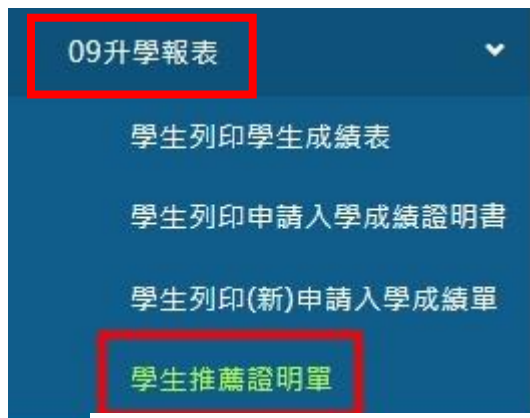 09升學報表
學生列印學生成績表
學生列印申請入學成績證明書
學生列印(新)申請入學成績單
學生推薦證明單